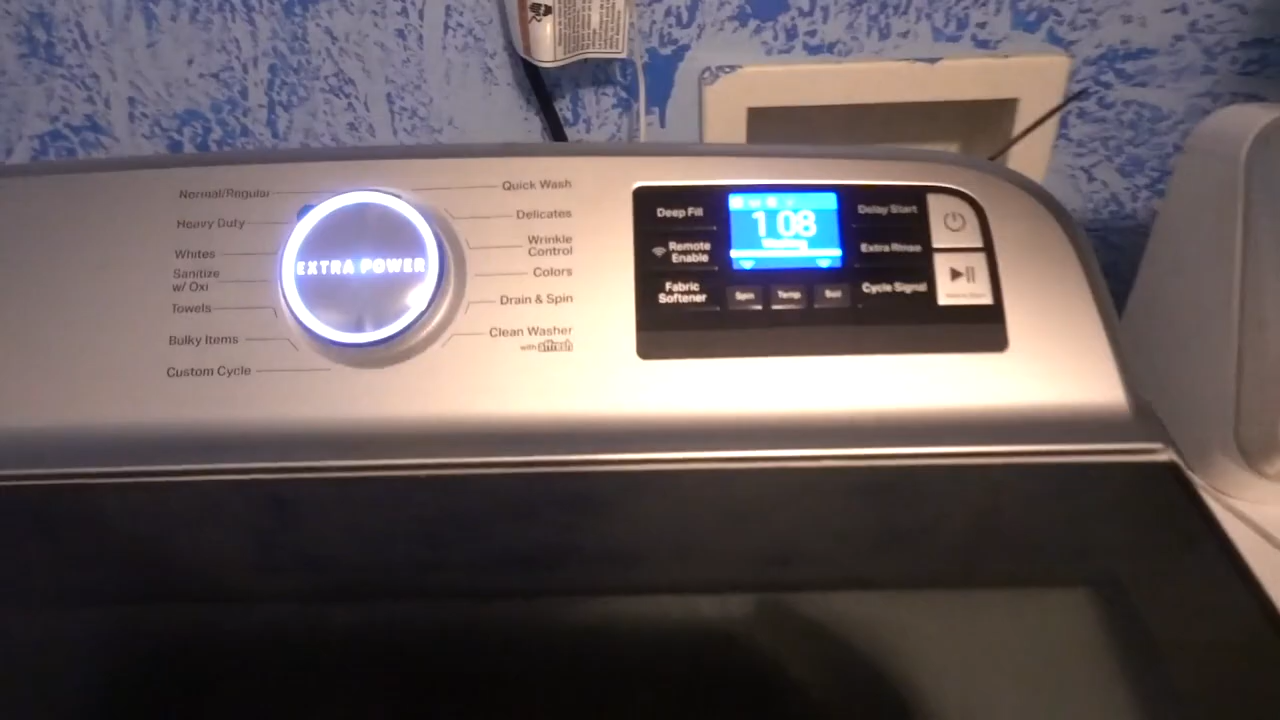 Normal/Regular
Heavy Duty
Whites
Sanitize
w/ Oxi
Towels
Bulky Items
Custom Cycle
EXTRA POWER
Quick Wash
Delicates
Wrinkle
Control
Colors
Drain & Spin
Clean Washer
with affresh
Deep Fill
Remote
Enable
Fabric
Softener
1 08
Washing
Spin
Temp
Soil
Delay Start
Extra Rinse
Cycle Signal